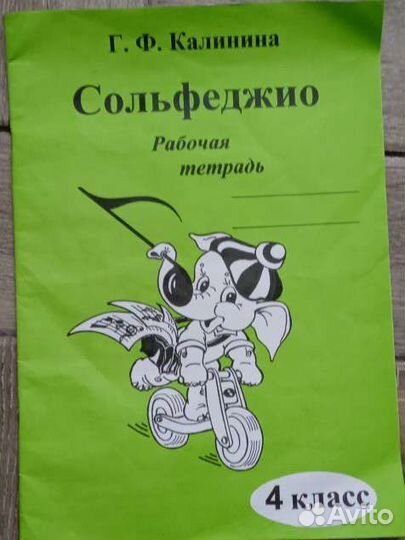 Г. Ф. Калинина
Сольфеджио
Рабочая
тетрадь
4 класс
Avito